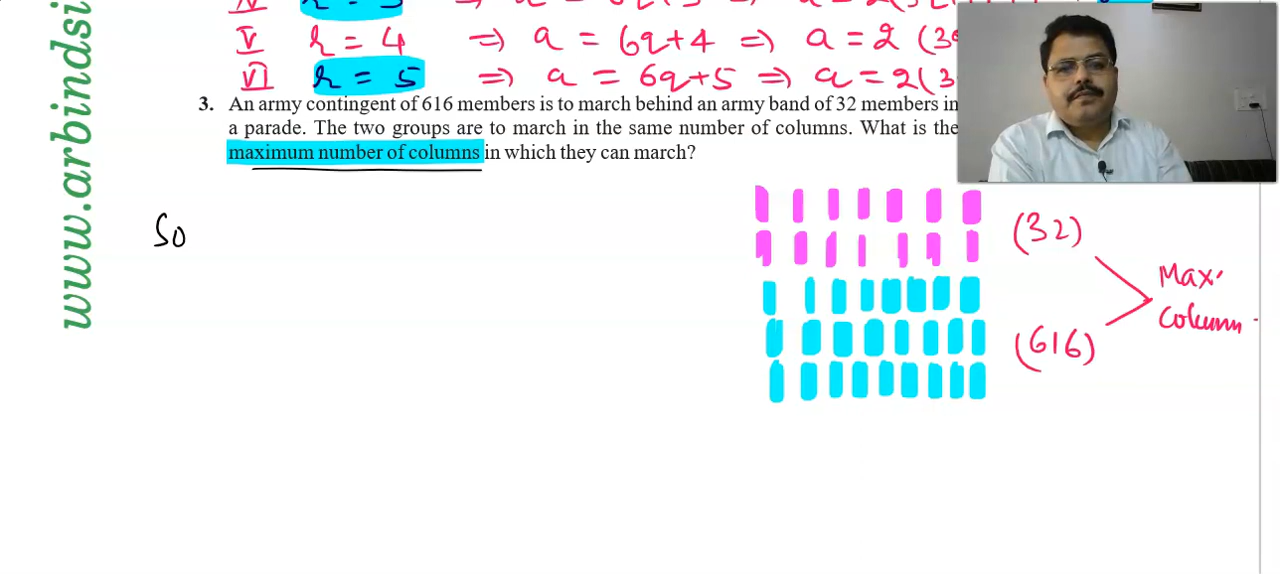 V r = 4 ⇒ a = 6q+4 ⇒ a = 2 (3
VI r = 5 ⇒ a = 6q+5 ⇒ a = 2(3
3. An army contingent of 616 members is to march behind an army band of 32 members in
a parade. The two groups are to march in the same number of columns. What is the
maximum number of columns in which they can march?
So
(32)
Max.
Column
(616)
www.arbindsi